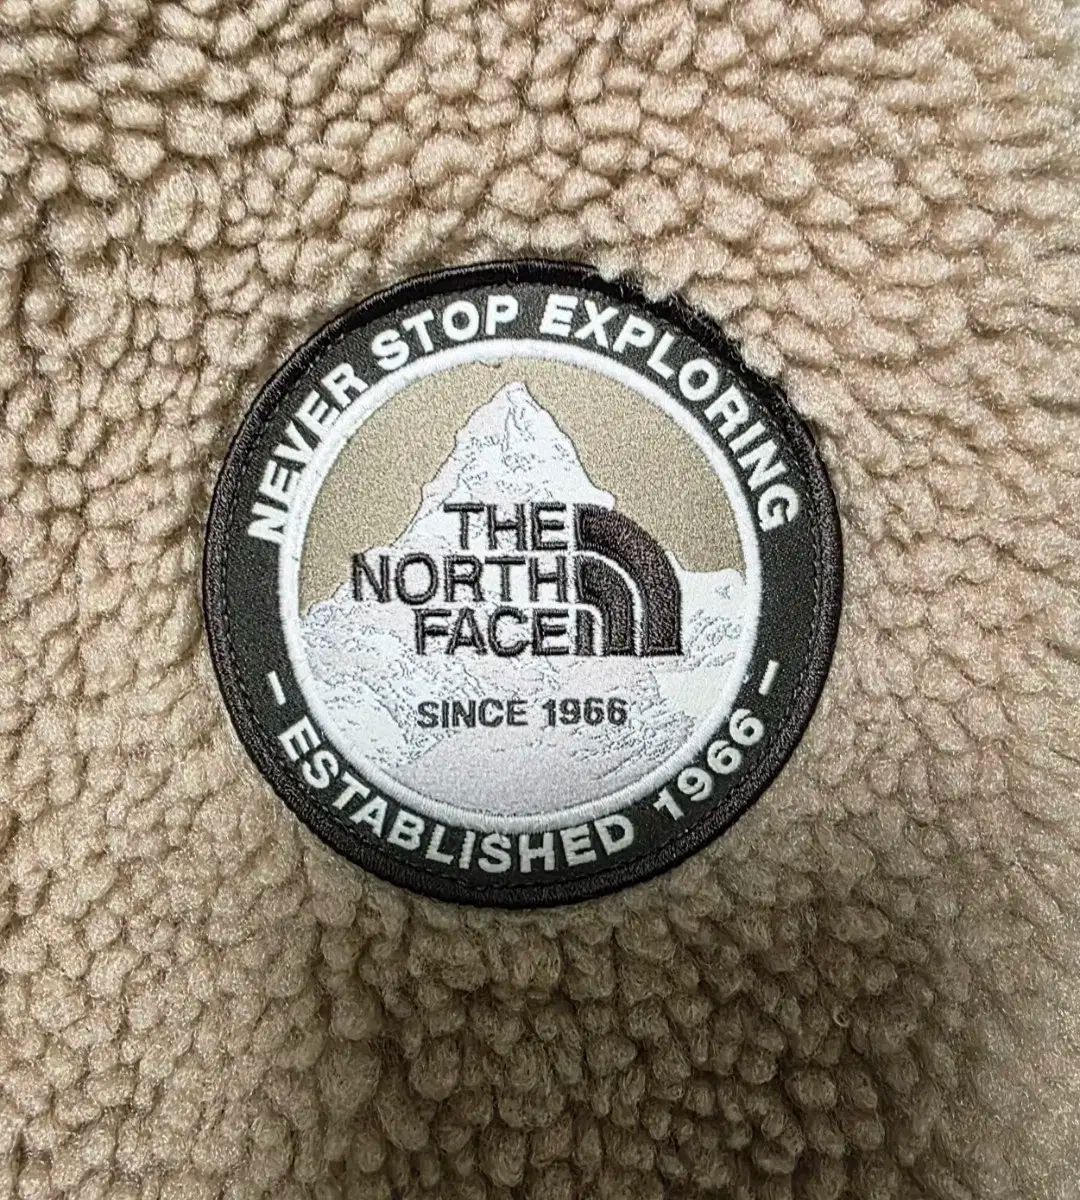 NEVER STOP EXPLORING
THE
NORTH
FACE
SINCE 1966
- ESTABLISHED 1966 -